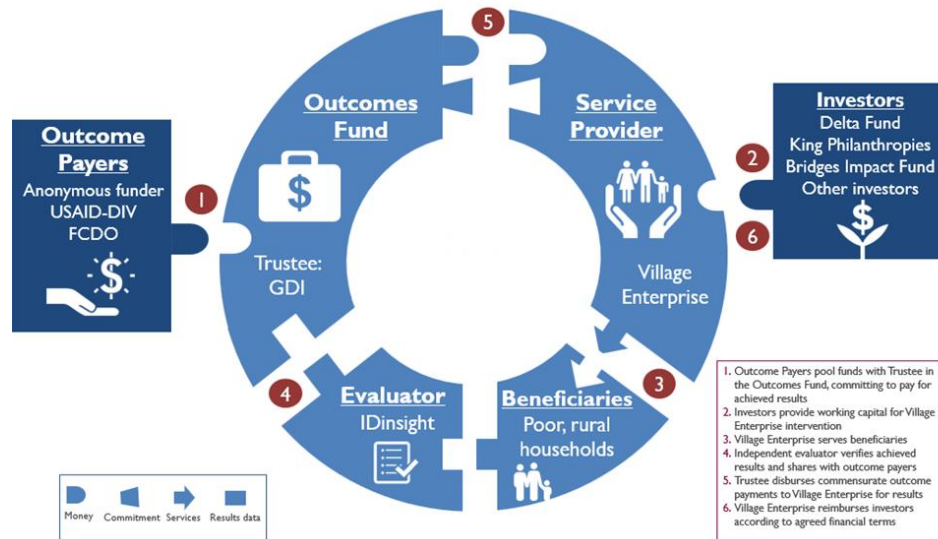 5
Outcomes
Fund
$
Trustee:
GDI
Service
Provider
Village
Enterprise
Outcome
Payers
Anonymous funder
USAID-DIV
FCDO
$
1
Investors
Delta Fund
King Philanthropies
Bridges Impact Fund
Other investors
$
2
6
4
Evaluator
IDinsight
Beneficiaries
Poor, rural
households
3
Money
Commitment
Services
Results data
1. Outcome Payers pool funds with Trustee in
the Outcomes Fund, committing to pay for
achieved results
2. Investors provide working capital for Village
Enterprise intervention
3. Village Enterprise serves beneficiaries
4. Independent evaluator verifies achieved
results and shares with outcome payers
5. Trustee disburses commensurate outcome
payments to Village Enterprise for results
6. Village Enterprise reimburses investors
according to agreed financial terms